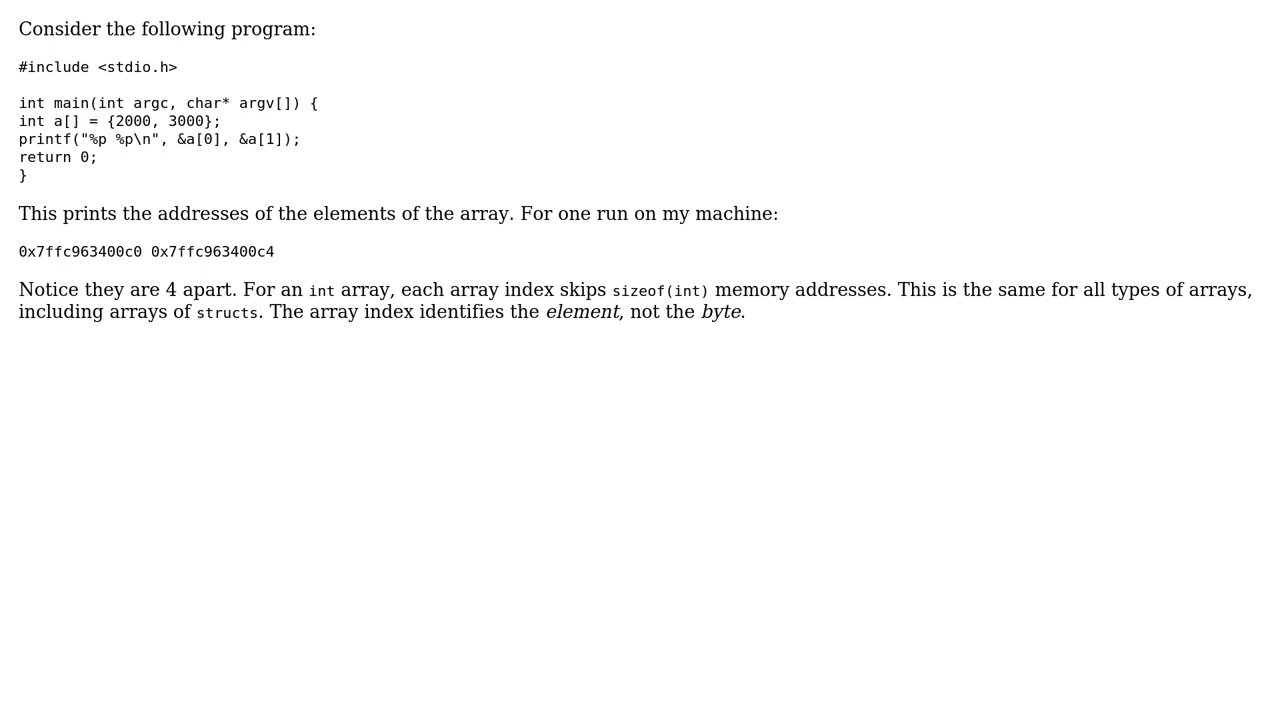 Consider the following program:
#include <stdio.h>
int main(int argc, char* argv[]) {
int a[] = {2000, 3000};
printf("%p %p\n", &a[0], &a[1]);
return 0;
}
This prints the addresses of the elements of the array. For one run on my machine:
0x7ffc963400c0 0x7ffc963400c4
Notice they are 4 apart. For an int array, each array index skips sizeof(int) memory addresses. This is the same for all types of arrays,
including arrays of structs. The array index identifies the element, not the byte.